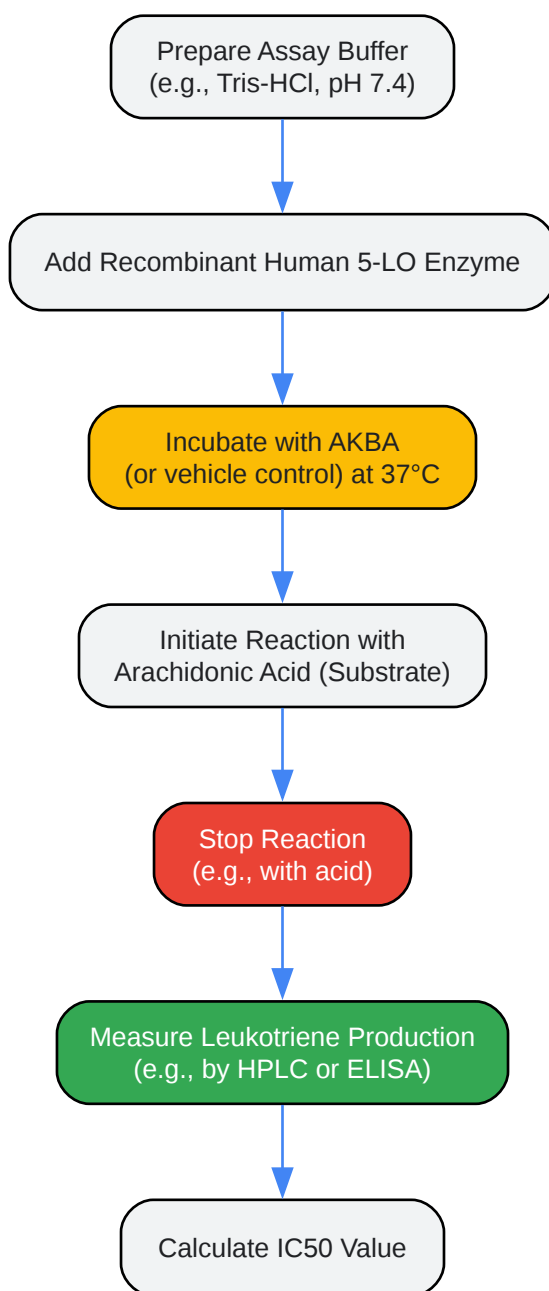 Prepare Assay Buffer
(e.g., Tris-HCl, pH 7.4)
Add Recombinant Human 5-LO Enzyme
Incubate with AKBA
(or vehicle control) at 37°C
Initiate Reaction with
Arachidonic Acid (Substrate)
Stop Reaction
(e.g., with acid)
Measure Leukotriene Production
(e.g., by HPLC or ELISA)
Calculate IC50 Value